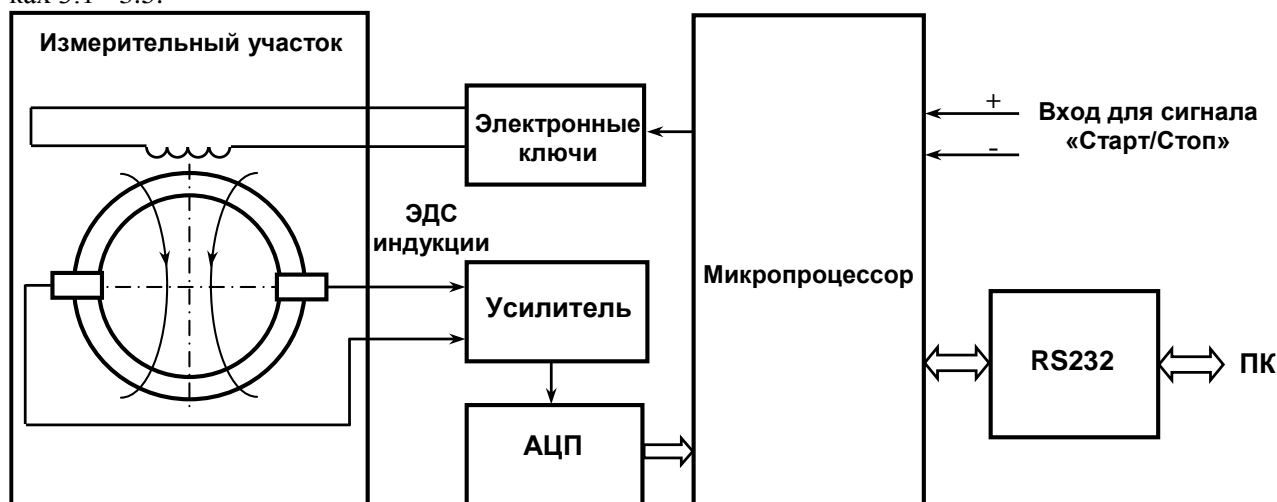 ках 3.1 - 3.3.
Измерительный участок
Электронные
ключи
+
-
Вход для сигнала
«Старт/Стоп»
ЭДС
индукции
Микропроцессор
Усилитель
RS232
ПК
АЦП